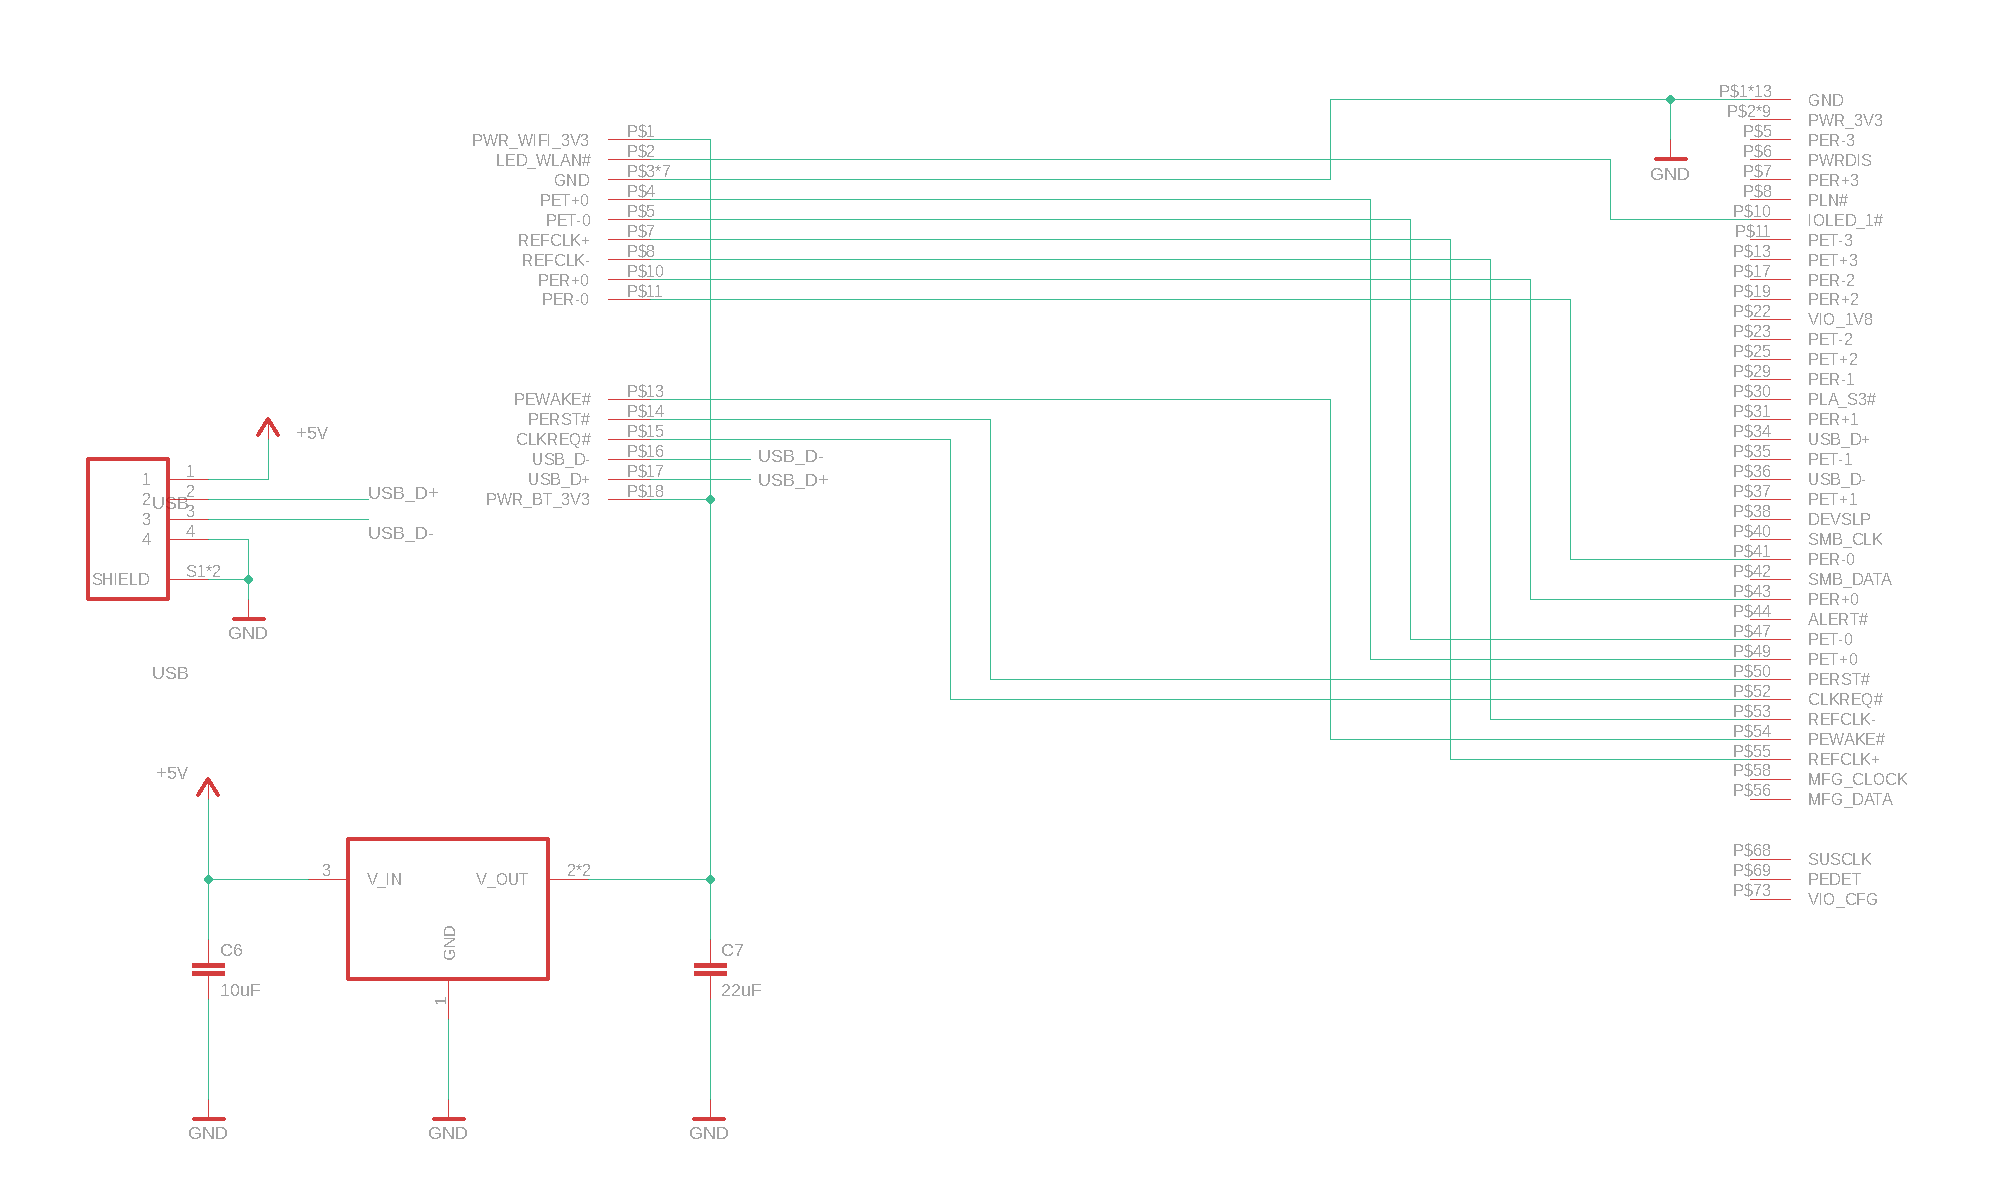 PWR_WIFI_3V3 P$1
LED_WLAN# P$2
GND P$3*7
PET+0 P$4
PET-0 P$5
REFCLK+ P$7
REFCLK- P$8
PER+0 P$10
PER-0 P$11
PEWAKE# P$13
PERST# P$14
CLKREQ# P$15
USB_D- P$16 USB_D-
USB_D+ P$17 USB_D+
PWR_BT_3V3 P$18
+5V
1 1
2 2 USB_D+
USB
3 3
4 4 USB_D-
SHIELD S1*2
GND
USB
+5V
3 V_IN V_OUT 2*2
GND
1
C6
10uF
C7
22uF
GND
GND
GND
P$1*13 GND
P$2*9 PWR_3V3
P$5 PER-3
P$6 PWRDIS
P$7 PER+3
GND
P$8 PLN#
P$10 IOLED_1#
P$11 PET-3
P$13 PET+3
P$17 PER-2
P$19 PER+2
P$22 VIO_1V8
P$23 PET-2
P$25 PET+2
P$29 PER-1
P$30 PLA_S3#
P$31 PER+1
P$34 USB_D+
P$35 PET-1
P$36 USB_D-
P$37 PET+1
P$38 DEVSLP
P$40 SMB_CLK
P$41 PER-0
P$42 SMB_DATA
P$43 PER+0
P$44 ALERT#
P$47 PET-0
P$49 PET+0
P$50 PERST#
P$52 CLKREQ#
P$53 REFCLK-
P$54 PEWAKE#
P$55 REFCLK+
P$58 MFG_CLOCK
P$56 MFG_DATA
P$68 SUSCLK
P$69 PEDET
P$73 VIO_CFG